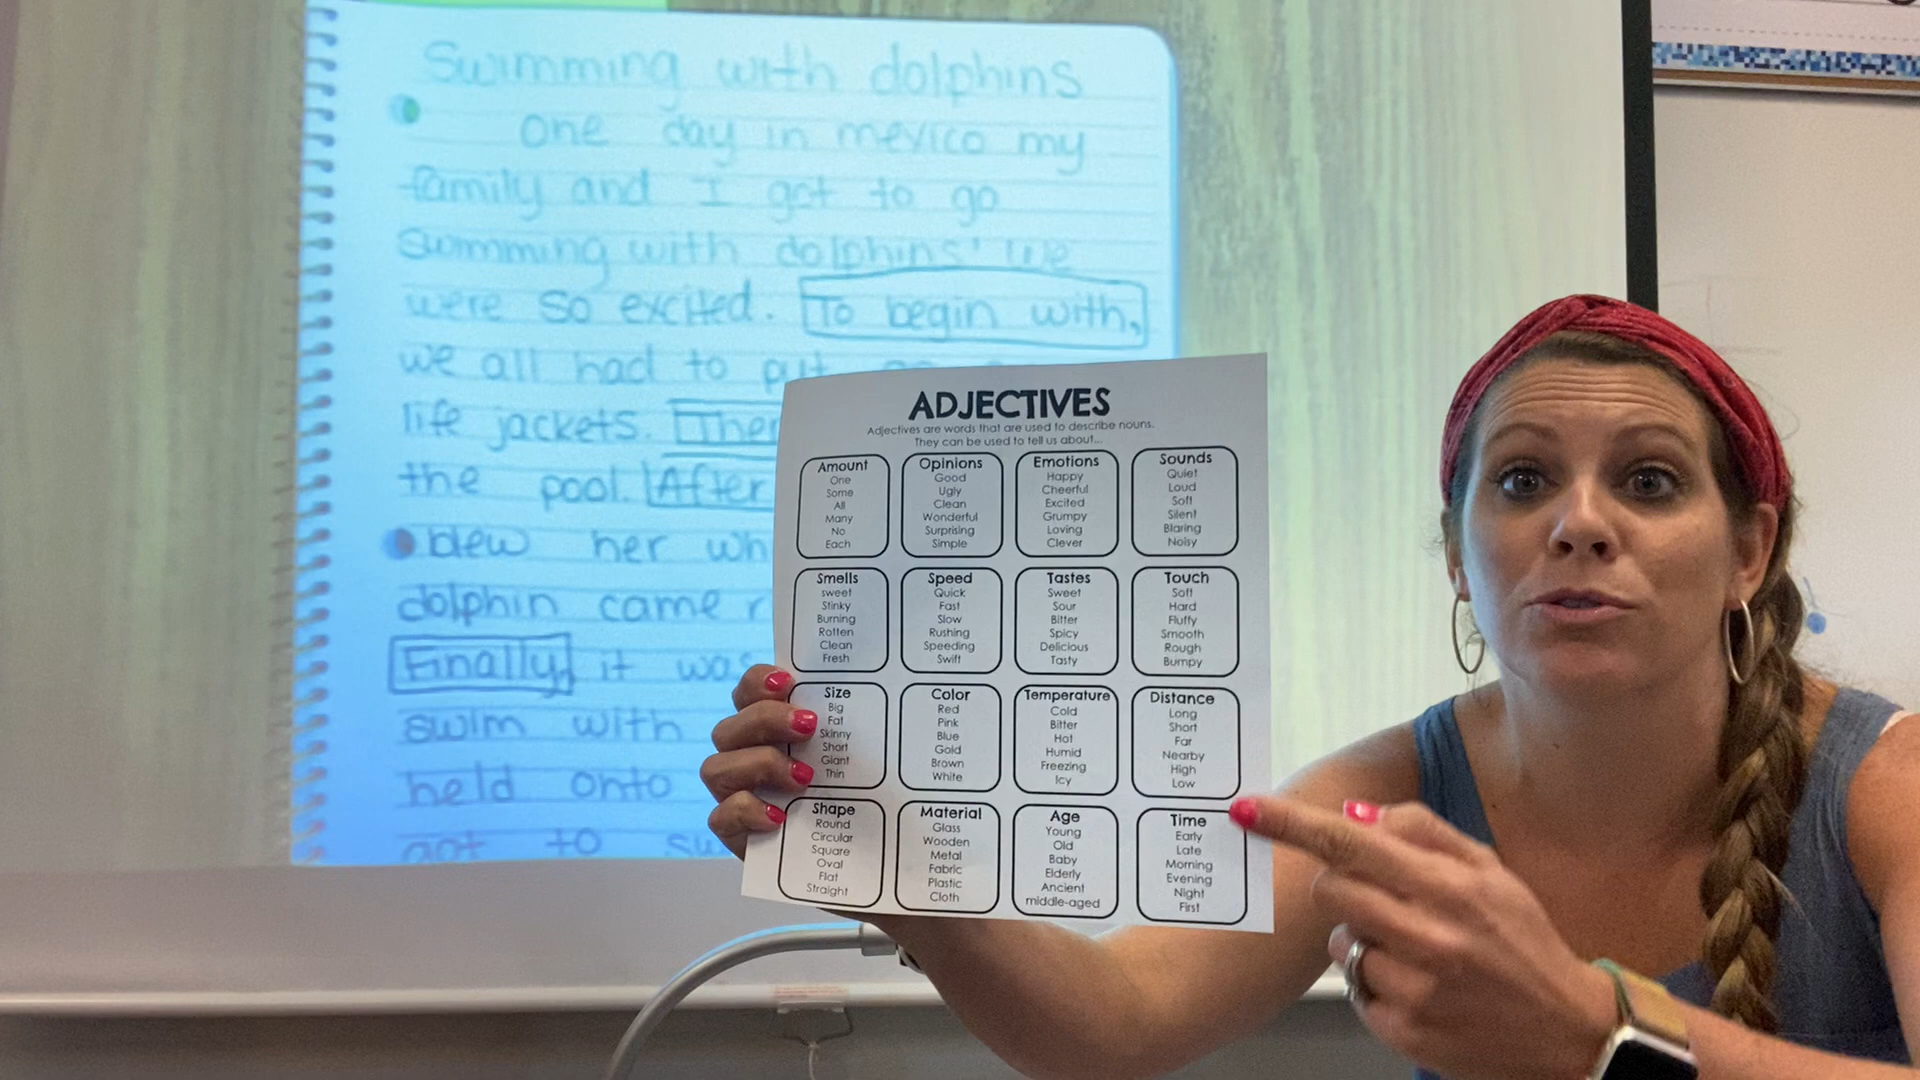 Swimming with dolphins
One day in mexico my
family and I got to go
swimming with dolphins! We
were so excited. To begin with,
we all had to put on
life jackets. Then
the pool. After
blew her wh
dolphin came r
Finally, it was
swim with
held onto
got to sw
ADJECTIVES
Adjectives are words that are used to describe nouns.
They can be used to tell us about...
Amount
One
Some
All
Many
No
Each
Opinions
Good
Ugly
Clean
Wonderful
Surprising
Simple
Emotions
Happy
Cheerful
Excited
Grumpy
Loving
Clever
Sounds
Quiet
Loud
Soft
Silent
Blaring
Noisy
Smells
sweet
Stinky
Burning
Rotten
Clean
Fresh
Speed
Quick
Fast
Slow
Rushing
Speeding
Swift
Tastes
Sweet
Sour
Bitter
Spicy
Delicious
Tasty
Touch
Soft
Hard
Fluffy
Smooth
Rough
Bumpy
Size
Big
Fat
Skinny
Short
Giant
Thin
Color
Red
Pink
Blue
Gold
Brown
White
Temperature
Cold
Bitter
Hot
Humid
Freezing
Icy
Distance
Long
Short
Far
Nearby
High
Low
Shape
Round
Circular
Square
Oval
Flat
Straight
Material
Glass
Wooden
Metal
Fabric
Plastic
Cloth
Age
Young
Old
Baby
Elderly
Ancient
middle-aged
Time
Early
Late
Morning
Evening
Night
First